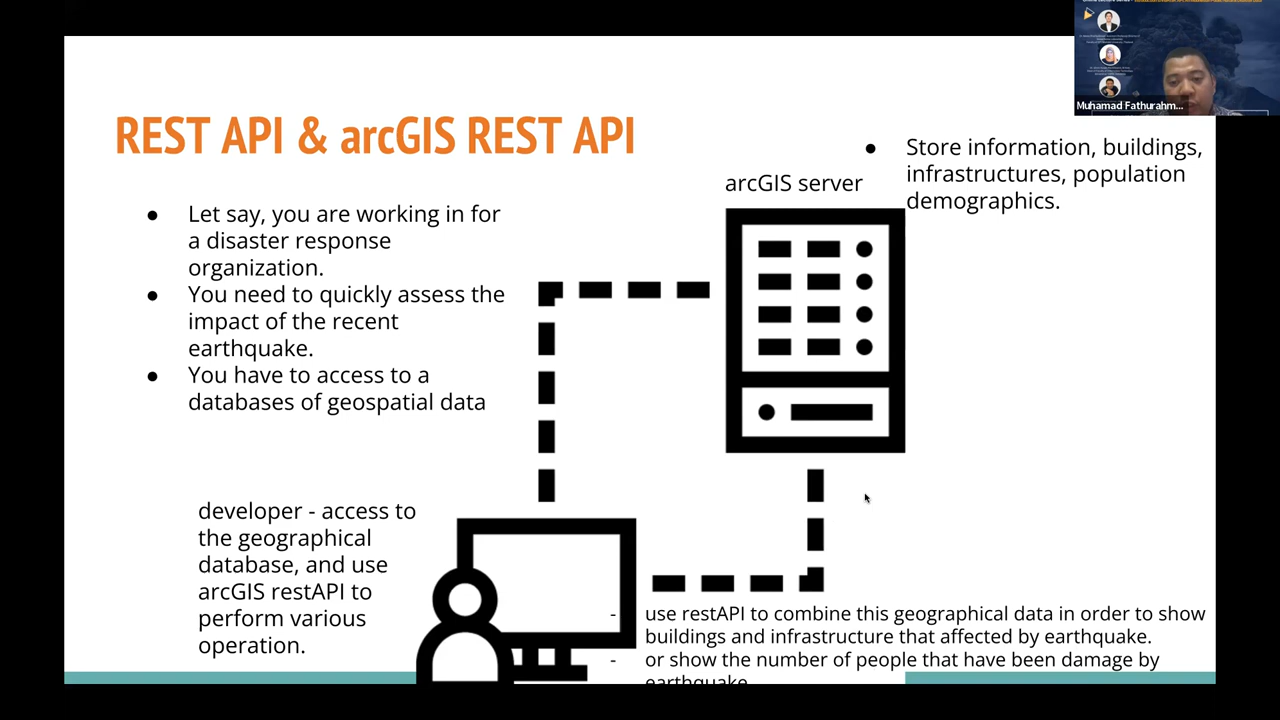 Muhamad Fathurahm...
REST API & arcGIS REST API
● Let say, you are working in for
a disaster response
organization.
● You need to quickly assess the
impact of the recent
earthquake.
● You have to access to a
databases of geospatial data
arcGIS server
● Store information, buildings,
infrastructures, population
demographics.
developer - access to
the geographical
database, and use
arcGIS restAPI to
perform various
operation.
- use restAPI to combine this geographical data in order to show
buildings and infrastructure that affected by earthquake.
- or show the number of people that have been damage by
earthquake